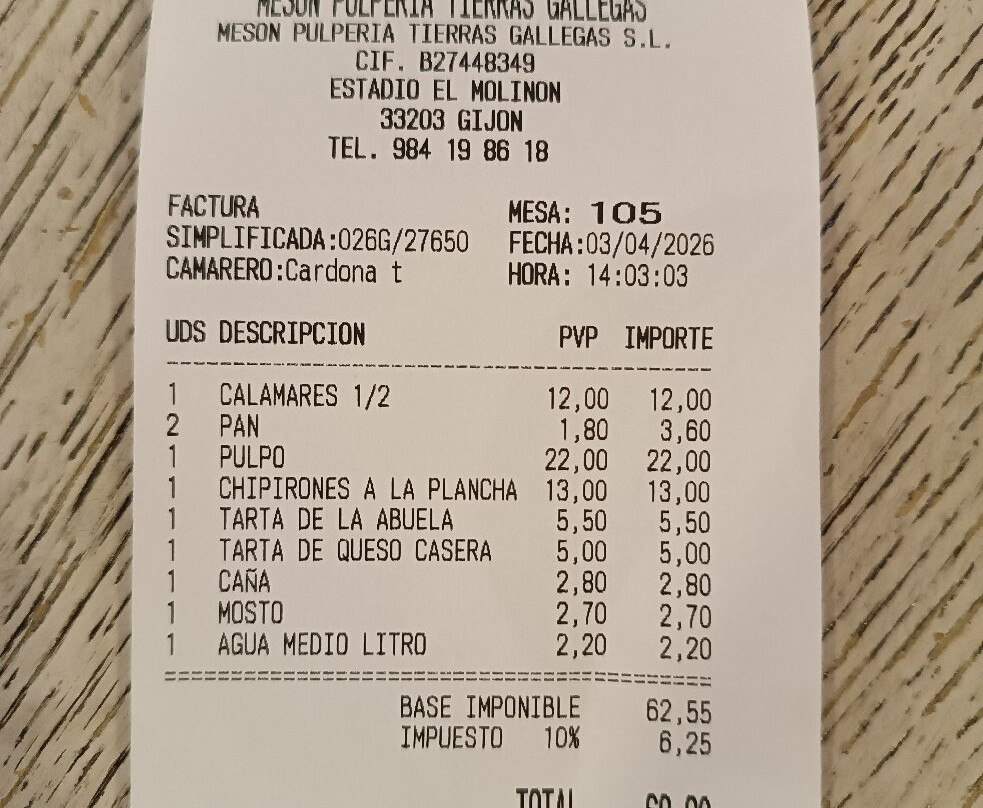 MESON PULPERIA TIERRAS GALLEGAS
MESON PULPERIA TIERRAS GALLEGAS S.L.
CIF. B27448349
ESTADIO EL MOLINON
33203 GIJON
TEL. 984 19 86 18
FACTURA MESA: 105
SIMPLIFICADA:026G/27650 FECHA:03/04/2026
CAMARERO:Cardona t HORA: 14:03:03
UDS DESCRIPCION PVP IMPORTE
1 CALAMARES 1/2 12,00 12,00
2 PAN 1,80 3,60
1 PULPO 22,00 22,00
1 CHIPIRONES A LA PLANCHA 13,00 13,00
1 TARTA DE LA ABUELA 5,50 5,50
1 TARTA DE QUESO CASERA 5,00 5,00
1 CAÑA 2,80 2,80
1 MOSTO 2,70 2,70
1 AGUA MEDIO LITRO 2,20 2,20
BASE IMPONIBLE 62,55
IMPUESTO 10% 6,25
TOTAL